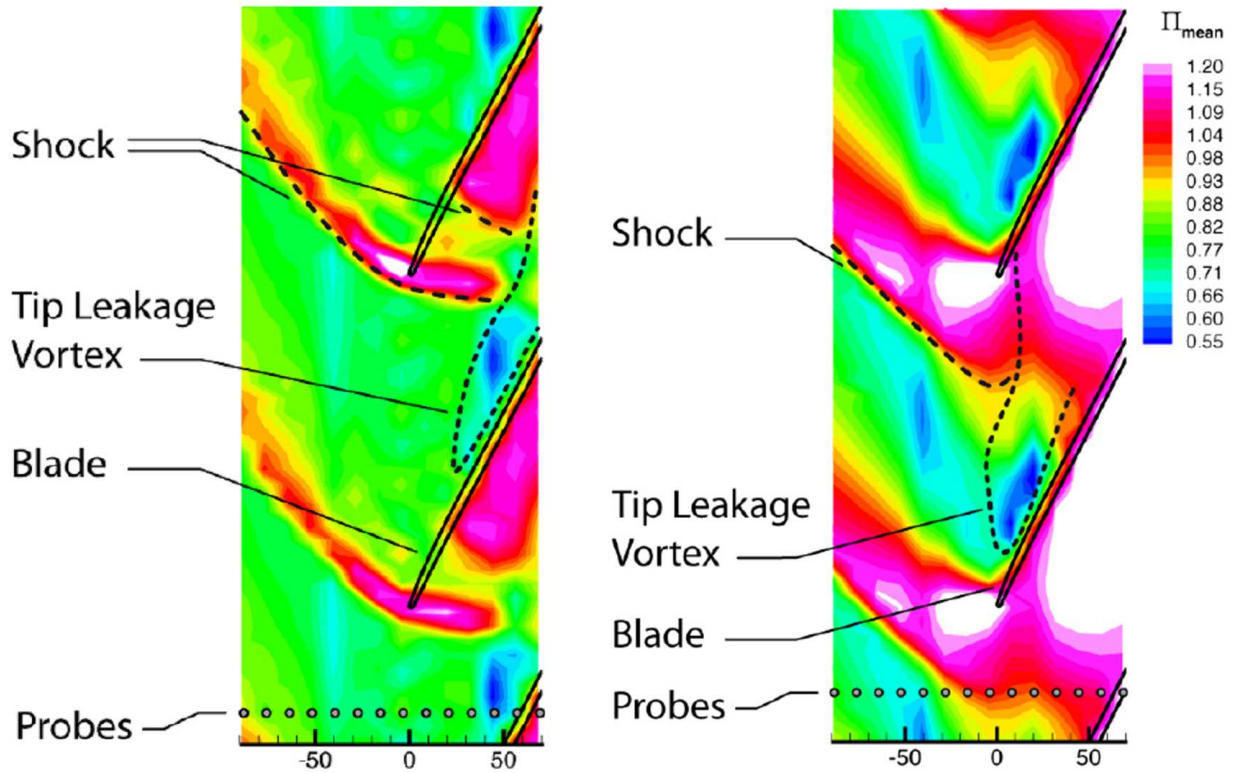 Shock
Tip Leakage
Vortex
Blade
Probes
-50
0
50
Shock
Tip Leakage
Vortex
Blade
Probes
-50
0
50
Πmean
1.20
1.15
1.09
1.04
0.98
0.93
0.88
0.82
0.77
0.71
0.66
0.60
0.55